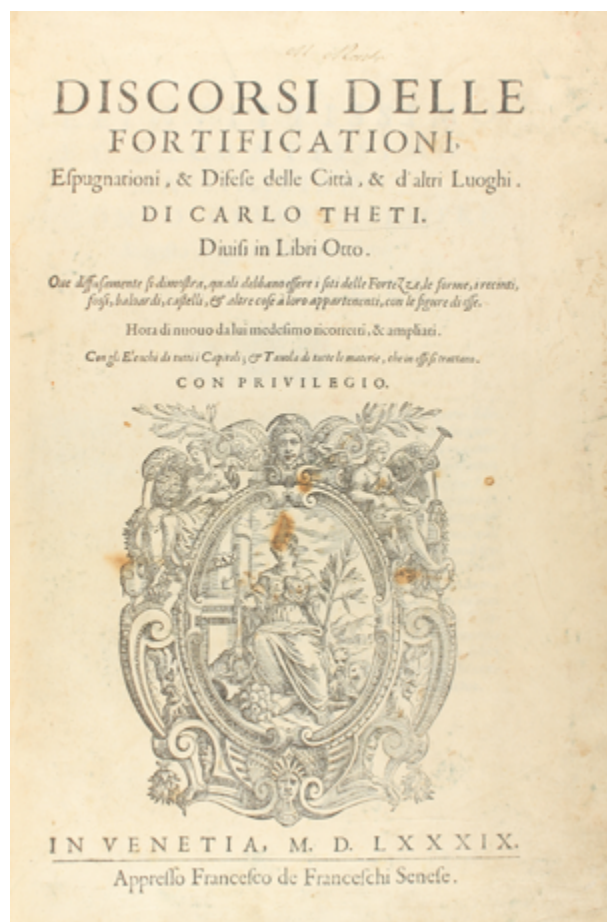 DISCORSI DELLE
FORTIFICATIONI,
Eſpugnationi, & Difeſe delle Città, & d'altri Luoghi.
DI CARLO THETI.
Diuiſi in Libri Otto.
Oue diffuſamente ſi dimoſtra, quali debbano eſſere i ſiti delle Fortezze, le forme, i recinti,
foſſi, baluardi, caſtelli, & altre coſe à loro appartenenti, con le figure di eſſe.
Hora di nuouo da lui medeſimo ricorretti, & ampliati.
Con gli Elenchi di tutti i Capitoli, & Tauola di tutte le materie, che in eſſi ſi trattano.
CON PRIVILEGIO.
IN VENETIA, M. D. LXXXIX.
Appreſſo Franceſco de Franceſchi Seneſe.